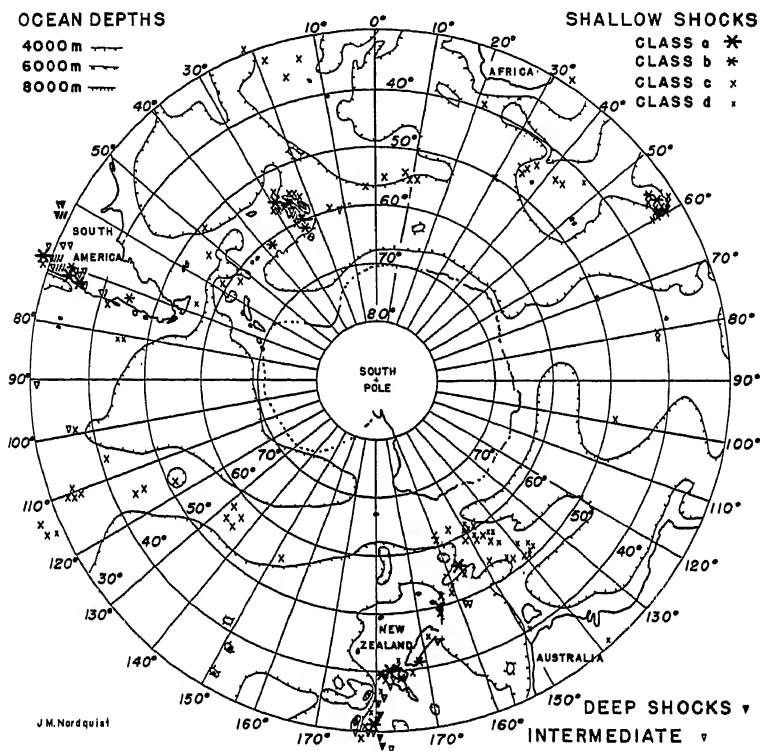 OCEAN DEPTHS
4000m
6000m
8000m
SHALLOW SHOCKS
CLASS a
CLASS b
CLASS c
CLASS d
10° 0° 10°
20° 20°
30° 30°
40° 40°
50° 50°
60°
70°
80° 80°
90° 90°
100° 100°
110° 110°
120° 120°
130° 130°
140°
150° 150°
160° 160°
170° 170°
AFRICA
40°
50°
60°
70°
80°
SOUTH
AMERICA
SOUTH
POLE
70° 70°
60° 60°
50° 50°
40° 40°
30°
NEW
ZEALAND
AUSTRALIA
J M. Nordquist
DEEP SHOCKS
INTERMEDIATE